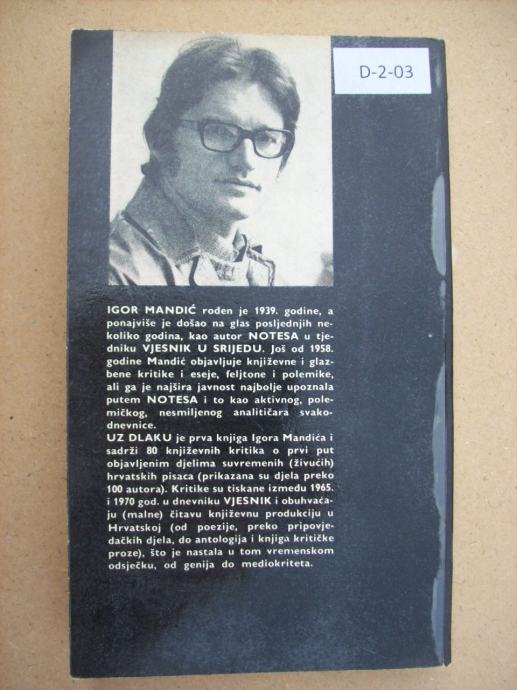 D-2-03
IGOR MANDIĆ rođen je 1939. godine, a
ponajviše je došao na glas posljednjih ne-
koliko godina, kao autor NOTESA u tje-
dniku VJESNIK U SRIJEDU. Još od 1958.
godine Mandić objavljuje književne i glaz-
bene kritike i eseje, feljtone i polemike,
ali ga je najšira javnost najbolje upoznala
putem NOTESA i to kao aktivnog, pole-
mičkog, nesmiljenog analitičara svako-
dnevnice.
UZ DLAKU je prva knjiga Igora Mandića i
sadrži 80 književnih kritika o prvi put
objavljenim djelima suvremenih (živućih)
hrvatskih pisaca (prikazana su djela preko
100 autora). Kritike su tiskane između 1965.
i 1970 god. u dnevniku VJESNIK i obuhvaća-
ju (malne) čitavu književnu produkciju u
Hrvatskoj (od poezije, preko pripovje-
dačkih djela, do antologija i knjiga kritičke
proze), što je nastala u tom vremenskom
odsječku, od genija do mediokriteta.